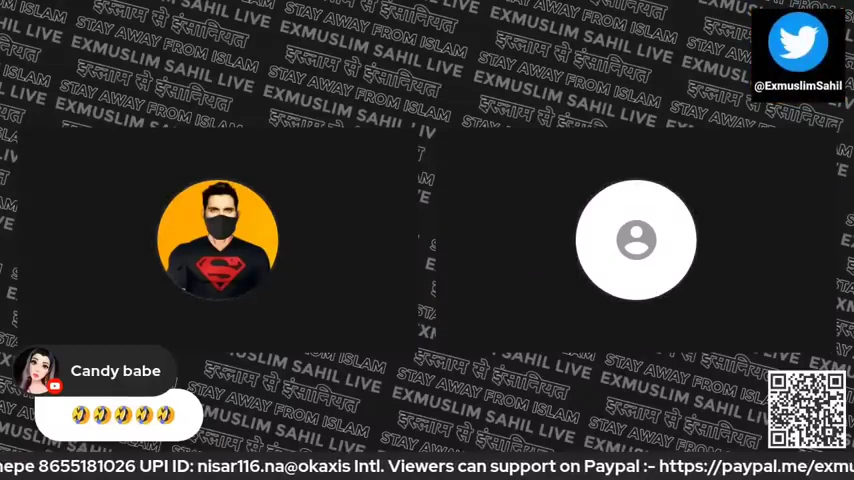 STAY AWAY FROM ISLAM
इस्लाम से इंसानियत
EXMUSLIM SAHIL LIVE
@ExmuslimSahil
Candy babe
🤣🤣🤣🤣🤣
nepe 8655181026 UPI ID: nisar116.na@okaxis Intl. Viewers can support on Paypal :- https://paypal.me/exmu